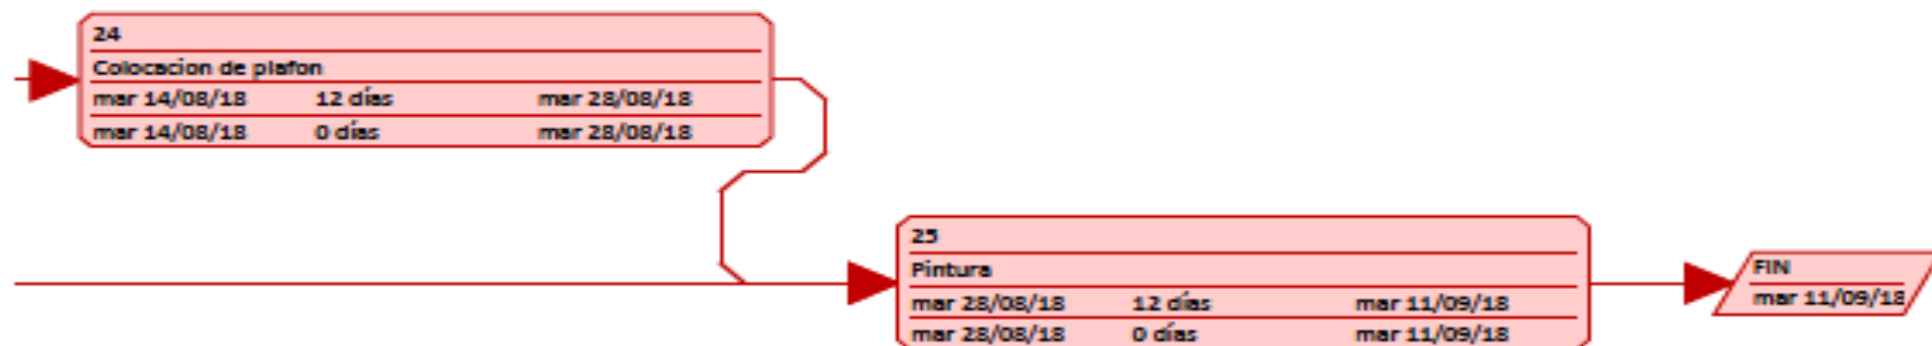 24
Colocacion de plafon
mar 14/08/18 12 días mar 28/08/18
mar 14/08/18 0 días mar 28/08/18
25
Pintura
mar 28/08/18 12 días mar 11/09/18
mar 28/08/18 0 días mar 11/09/18
FIN
mar 11/09/18